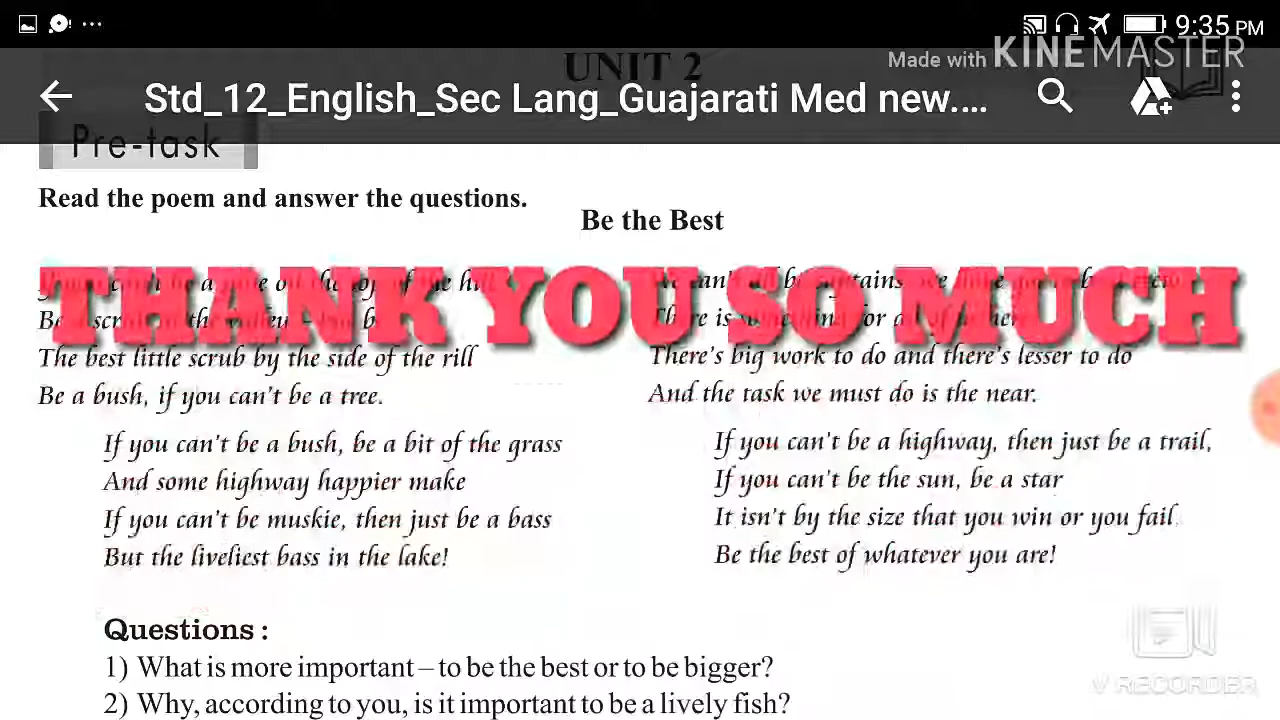 9:35 PM
UNIT 2
Made with KINEMASTER
Std_12_English_Sec Lang_Guajarati Med new....
Pre-task
Read the poem and answer the questions.
Be the Best
THANK YOU SO MUCH
The best little scrub by the side of the rill
Be a bush, if you can't be a tree.
If you can't be a bush, be a bit of the grass
And some highway happier make
If you can't be muskie, then just be a bass
But the liveliest bass in the lake!
There's big work to do and there's lesser to do
And the task we must do is the near.
If you can't be a highway, then just be a trail,
If you can't be the sun, be a star
It isn't by the size that you win or you fail.
Be the best of whatever you are!
Questions :
1) What is more important – to be the best or to be bigger?
2) Why, according to you, is it important to be a lively fish?
V RECORDER